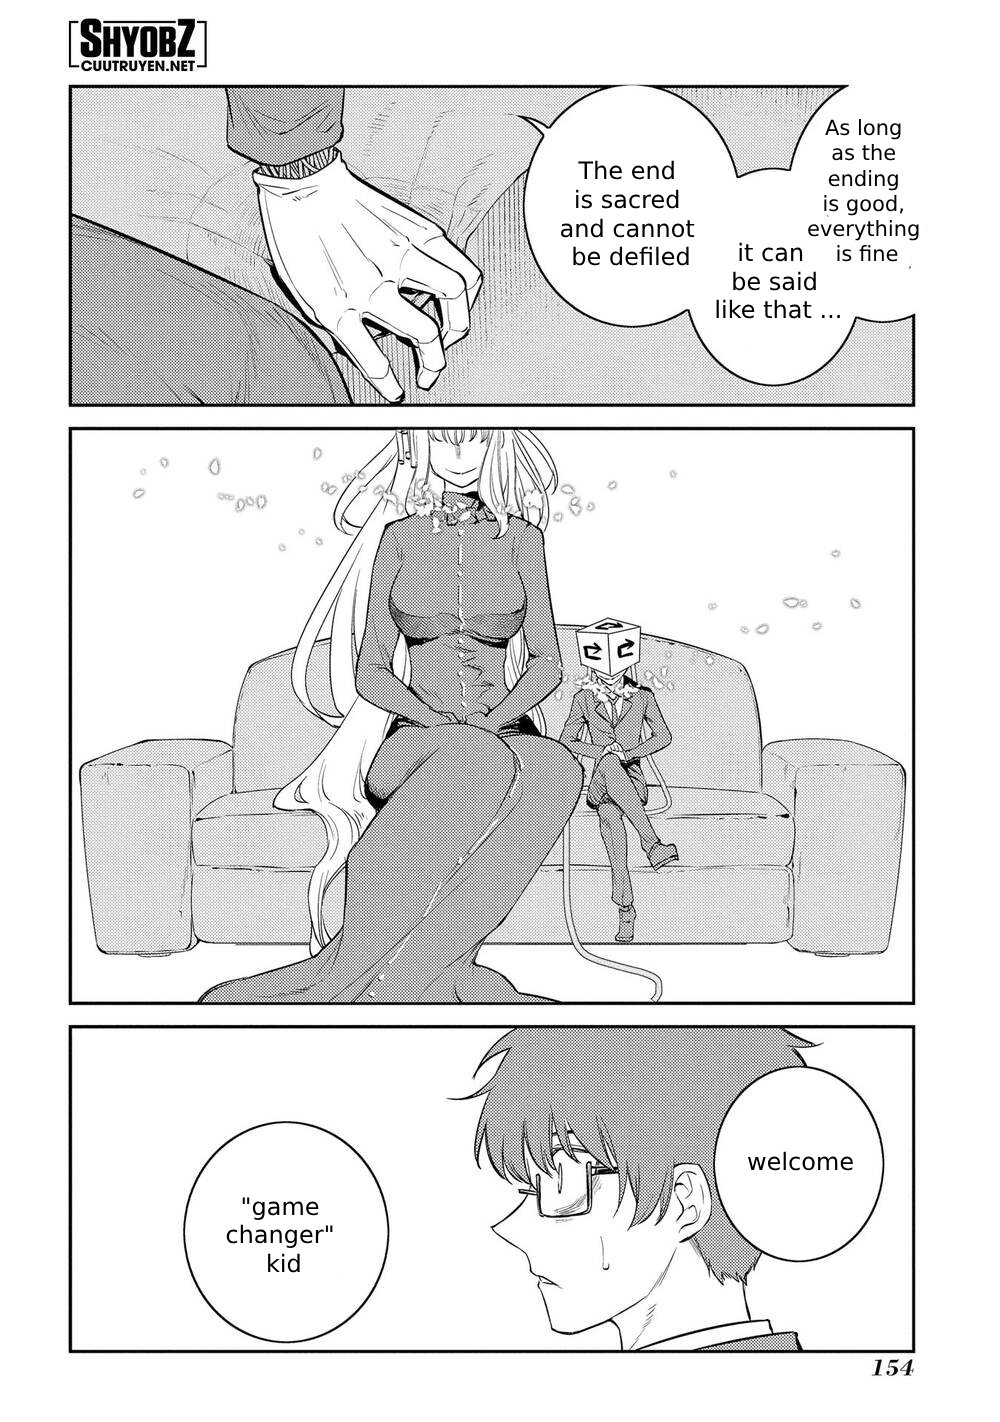 SHYOBZ
CUUTRUYEN.NET
As long
as the
ending
is good,
everything
is fine
it can
be said
like that ...
The end
is sacred
and cannot
be defiled
welcome
"game
changer"
kid
154